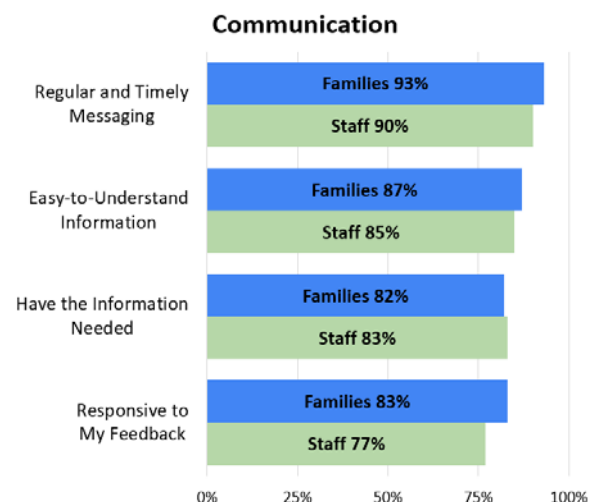 Communication
Regular and Timely
Messaging
Families 93%
Staff 90%
Easy-to-Understand
Information
Families 87%
Staff 85%
Have the Information
Needed
Families 82%
Staff 83%
Responsive to
My Feedback
Families 83%
Staff 77%
0% 25% 50% 75% 100%